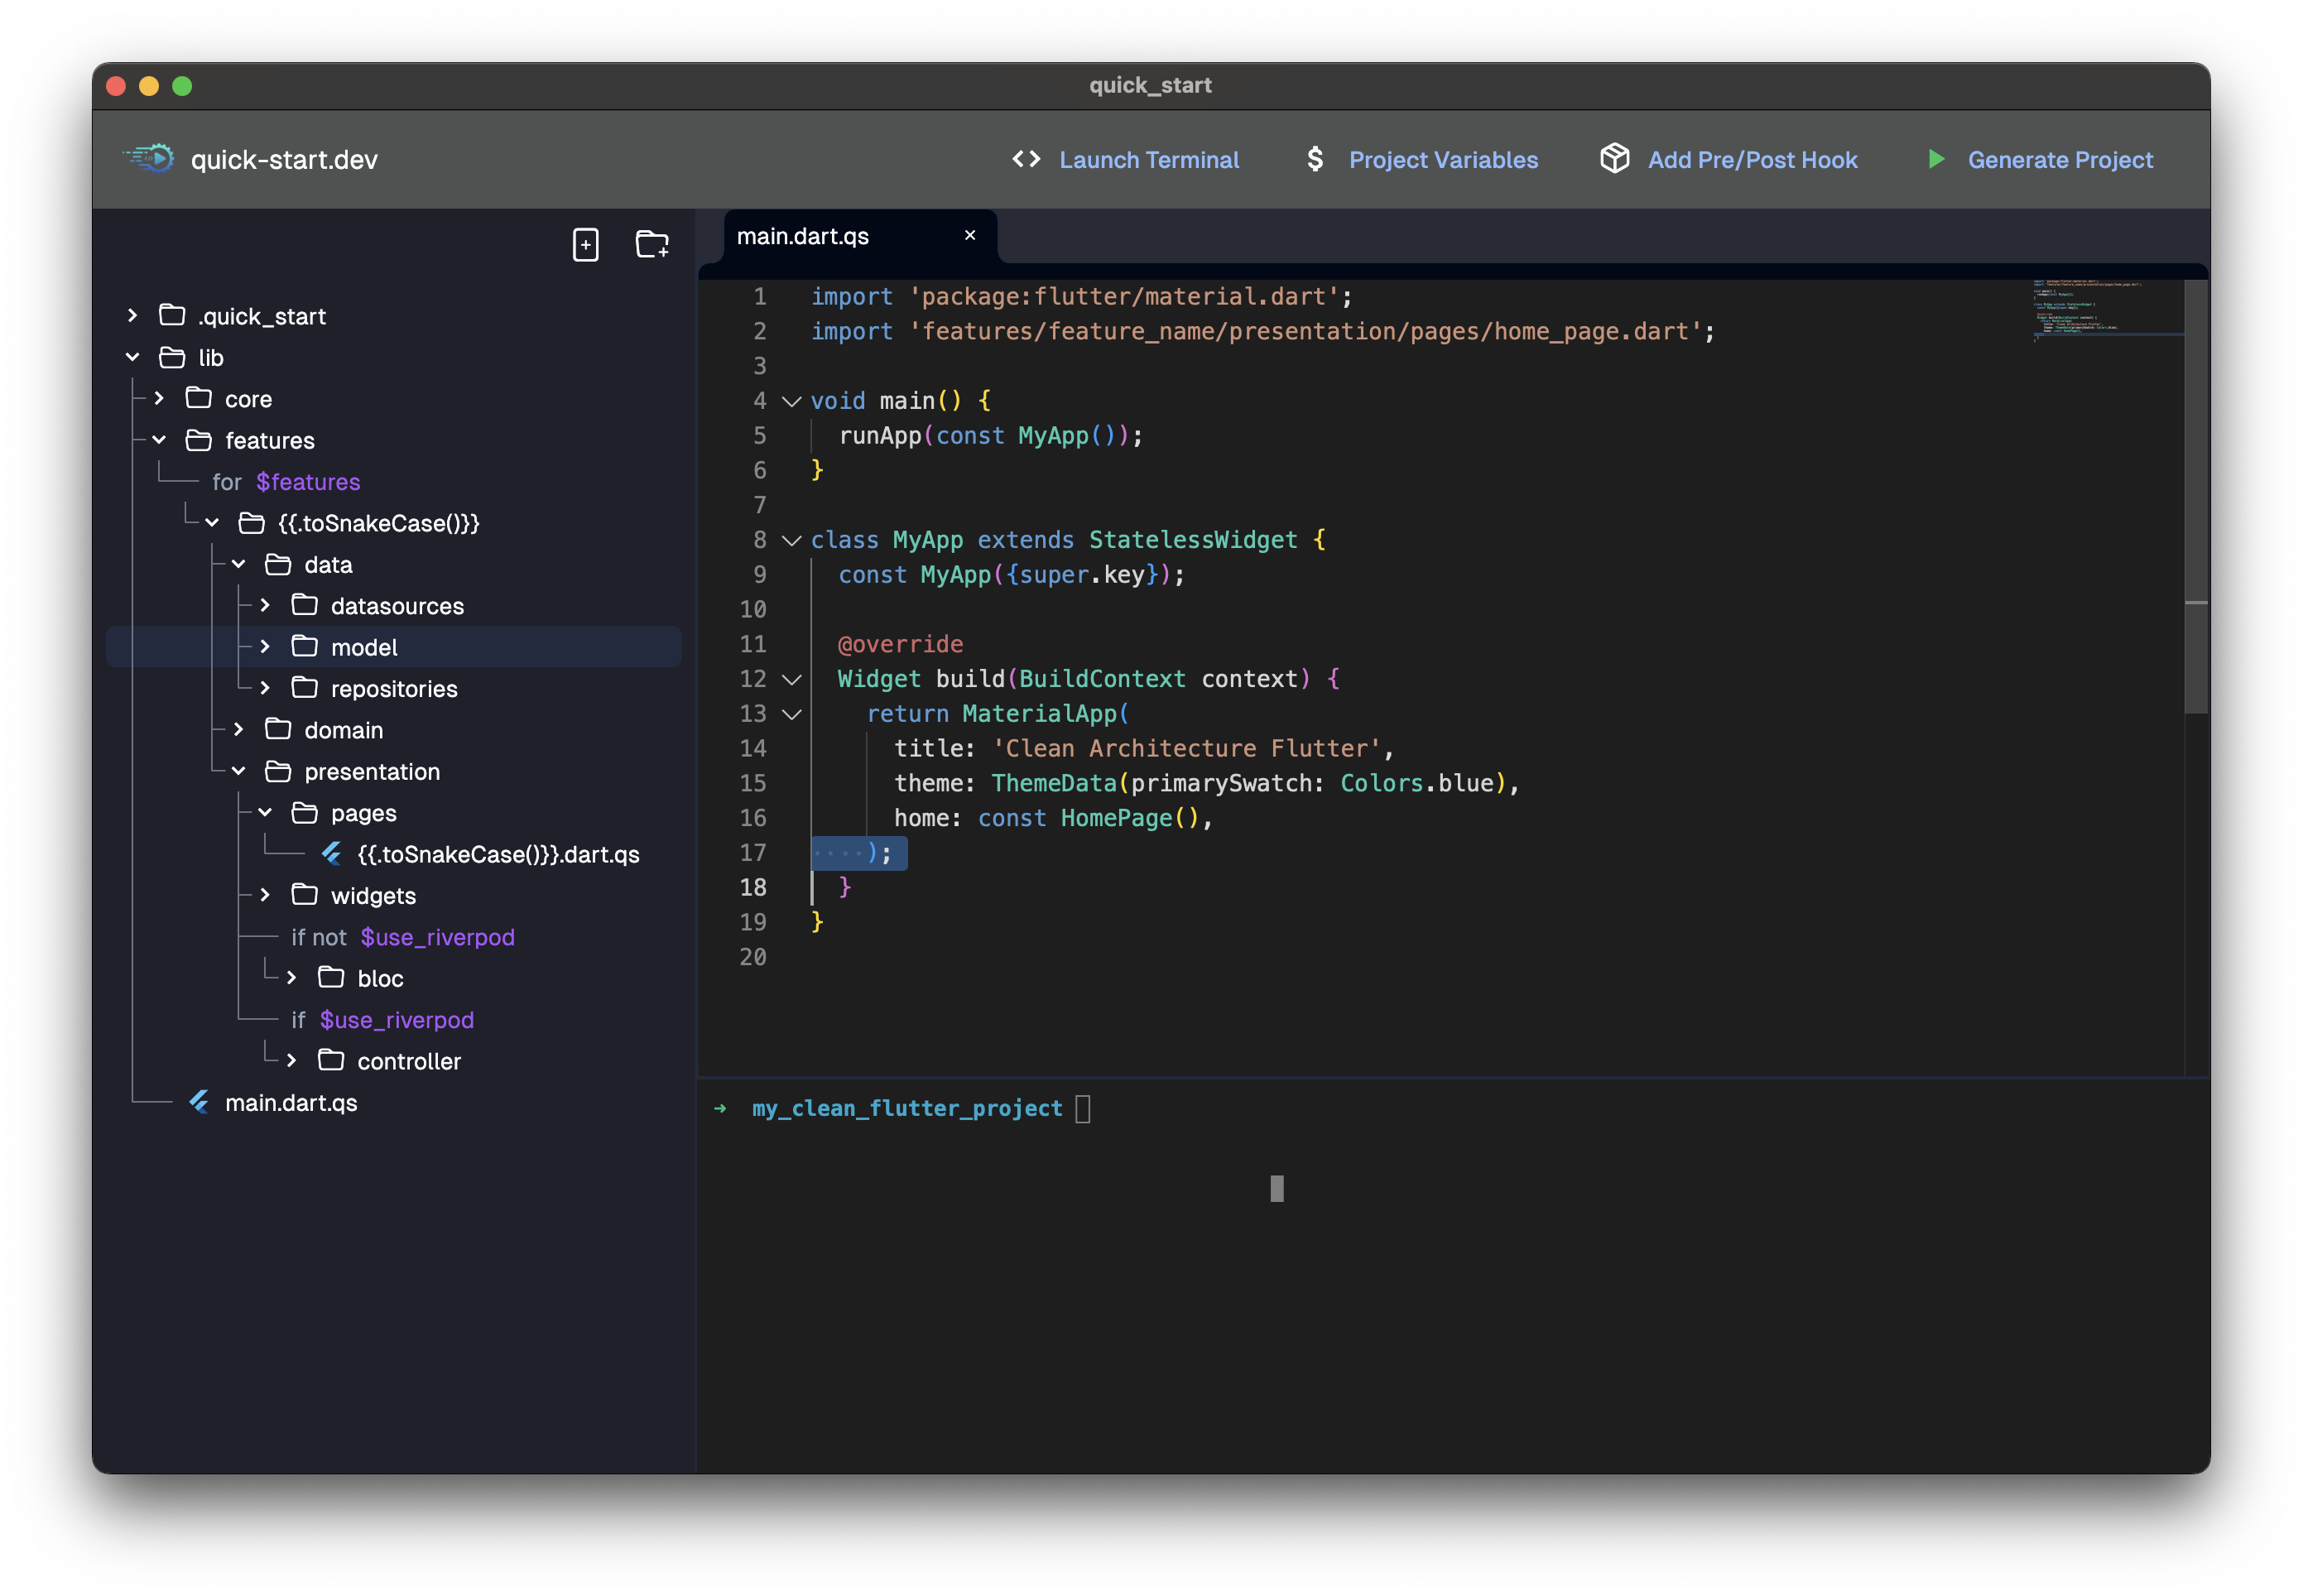 quick_start
quick-start.dev
Launch Terminal
$ Project Variables
Add Pre/Post Hook
Generate Project
.quick_start
lib
core
features
for $features
{{.toSnakeCase()}}
data
datasources
model
repositories
domain
presentation
pages
{{.toSnakeCase()}}.dart.qs
widgets
if not $use_riverpod
bloc
if $use_riverpod
controller
main.dart.qs
main.dart.qs ×
1 import 'package:flutter/material.dart';
2 import 'features/feature_name/presentation/pages/home_page.dart';
3
4 void main() {
5   runApp(const MyApp());
6 }
7
8 class MyApp extends StatelessWidget {
9   const MyApp({super.key});
10
11   @override
12   Widget build(BuildContext context) {
13     return MaterialApp(
14       title: 'Clean Architecture Flutter',
15       theme: ThemeData(primarySwatch: Colors.blue),
16       home: const HomePage(),
17     );
18   }
19 }
20
➜ my_clean_flutter_project